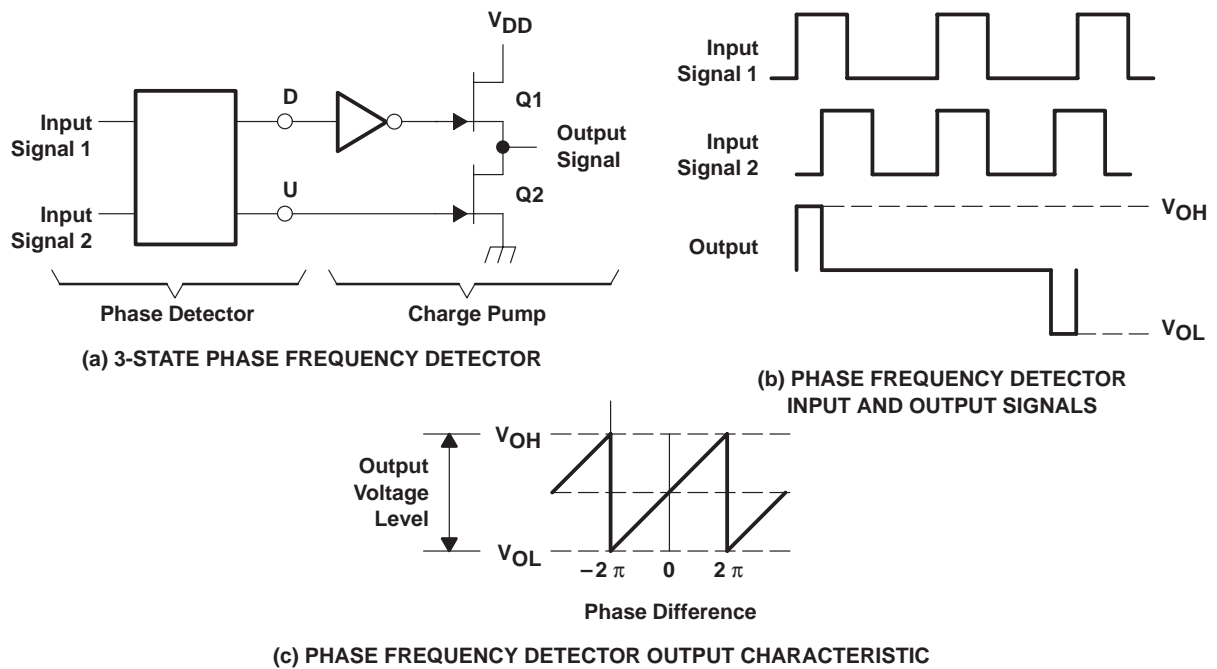 VDD
D
Q1
Input
Signal 1
Output
Signal
U
Q2
Input
Signal 2
Phase Detector
Charge Pump
(a) 3-STATE PHASE FREQUENCY DETECTOR
Input
Signal 1
Input
Signal 2
VOH
Output
VOL
(b) PHASE FREQUENCY DETECTOR
INPUT AND OUTPUT SIGNALS
VOH
Output
Voltage
Level
VOL
−2 π
0
2 π
Phase Difference
(c) PHASE FREQUENCY DETECTOR OUTPUT CHARACTERISTIC